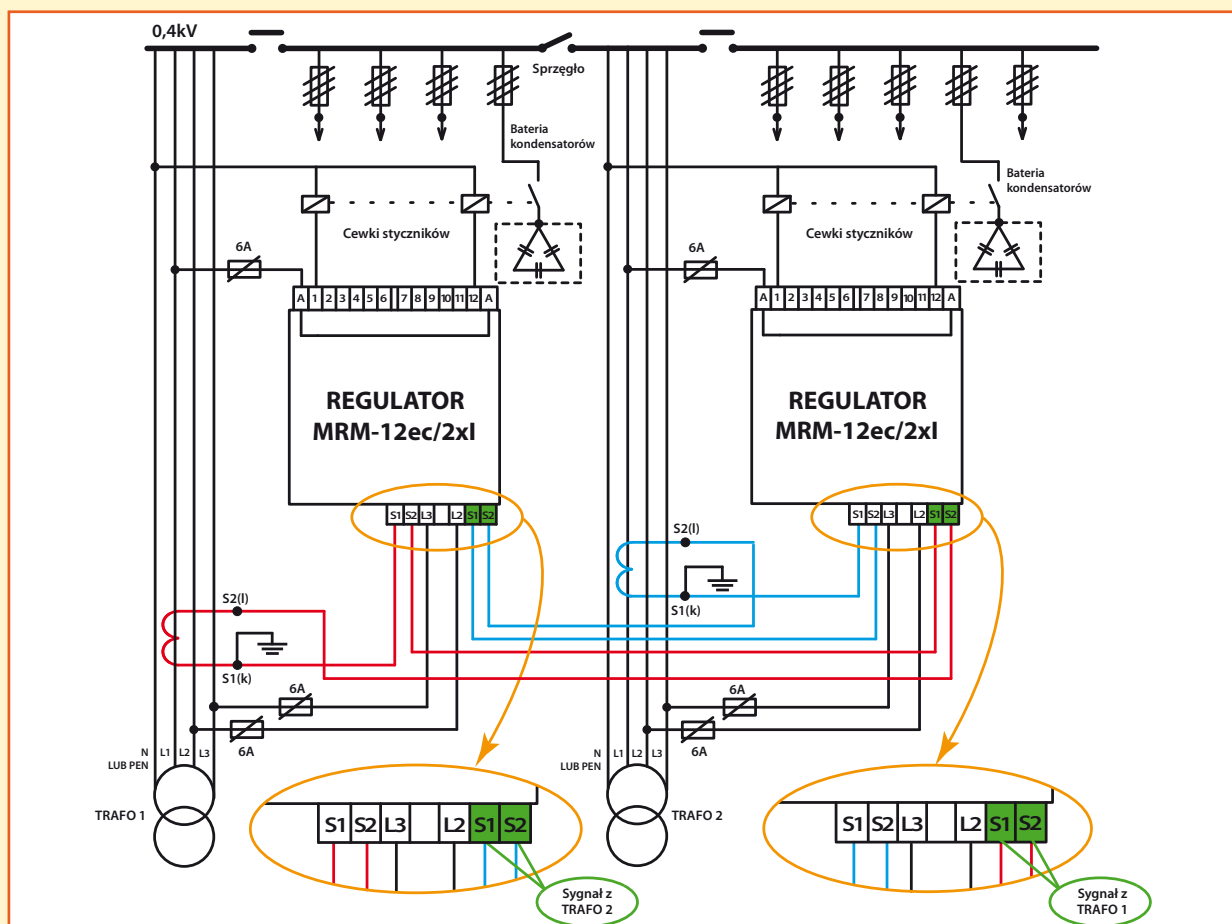 0,4kV
Sprzęgło
Bateria
kondensatorów
Bateria
kondensatorów
Cewki styczników
Cewki styczników
6A
6A
A 1 2 3 4 5 6 7 8 9 10 11 12 A
A 1 2 3 4 5 6 7 8 9 10 11 12 A
REGULATOR
MRM-12ec/2xI
REGULATOR
MRM-12ec/2xI
S1 S2 L3 L2 S1 S2
S1 S2 L3 L2 S1 S2
S2(l)
S1(k)
S2(l)
S1(k)
6A
6A
6A
6A
N L1 L2 L3
LUB PEN
N L1 L2 L3
LUB PEN
TRAFO 1
TRAFO 2
S1 S2 L3 L2 S1 S2
S1 S2 L3 L2 S1 S2
Sygnał z
TRAFO 2
Sygnał z
TRAFO 1